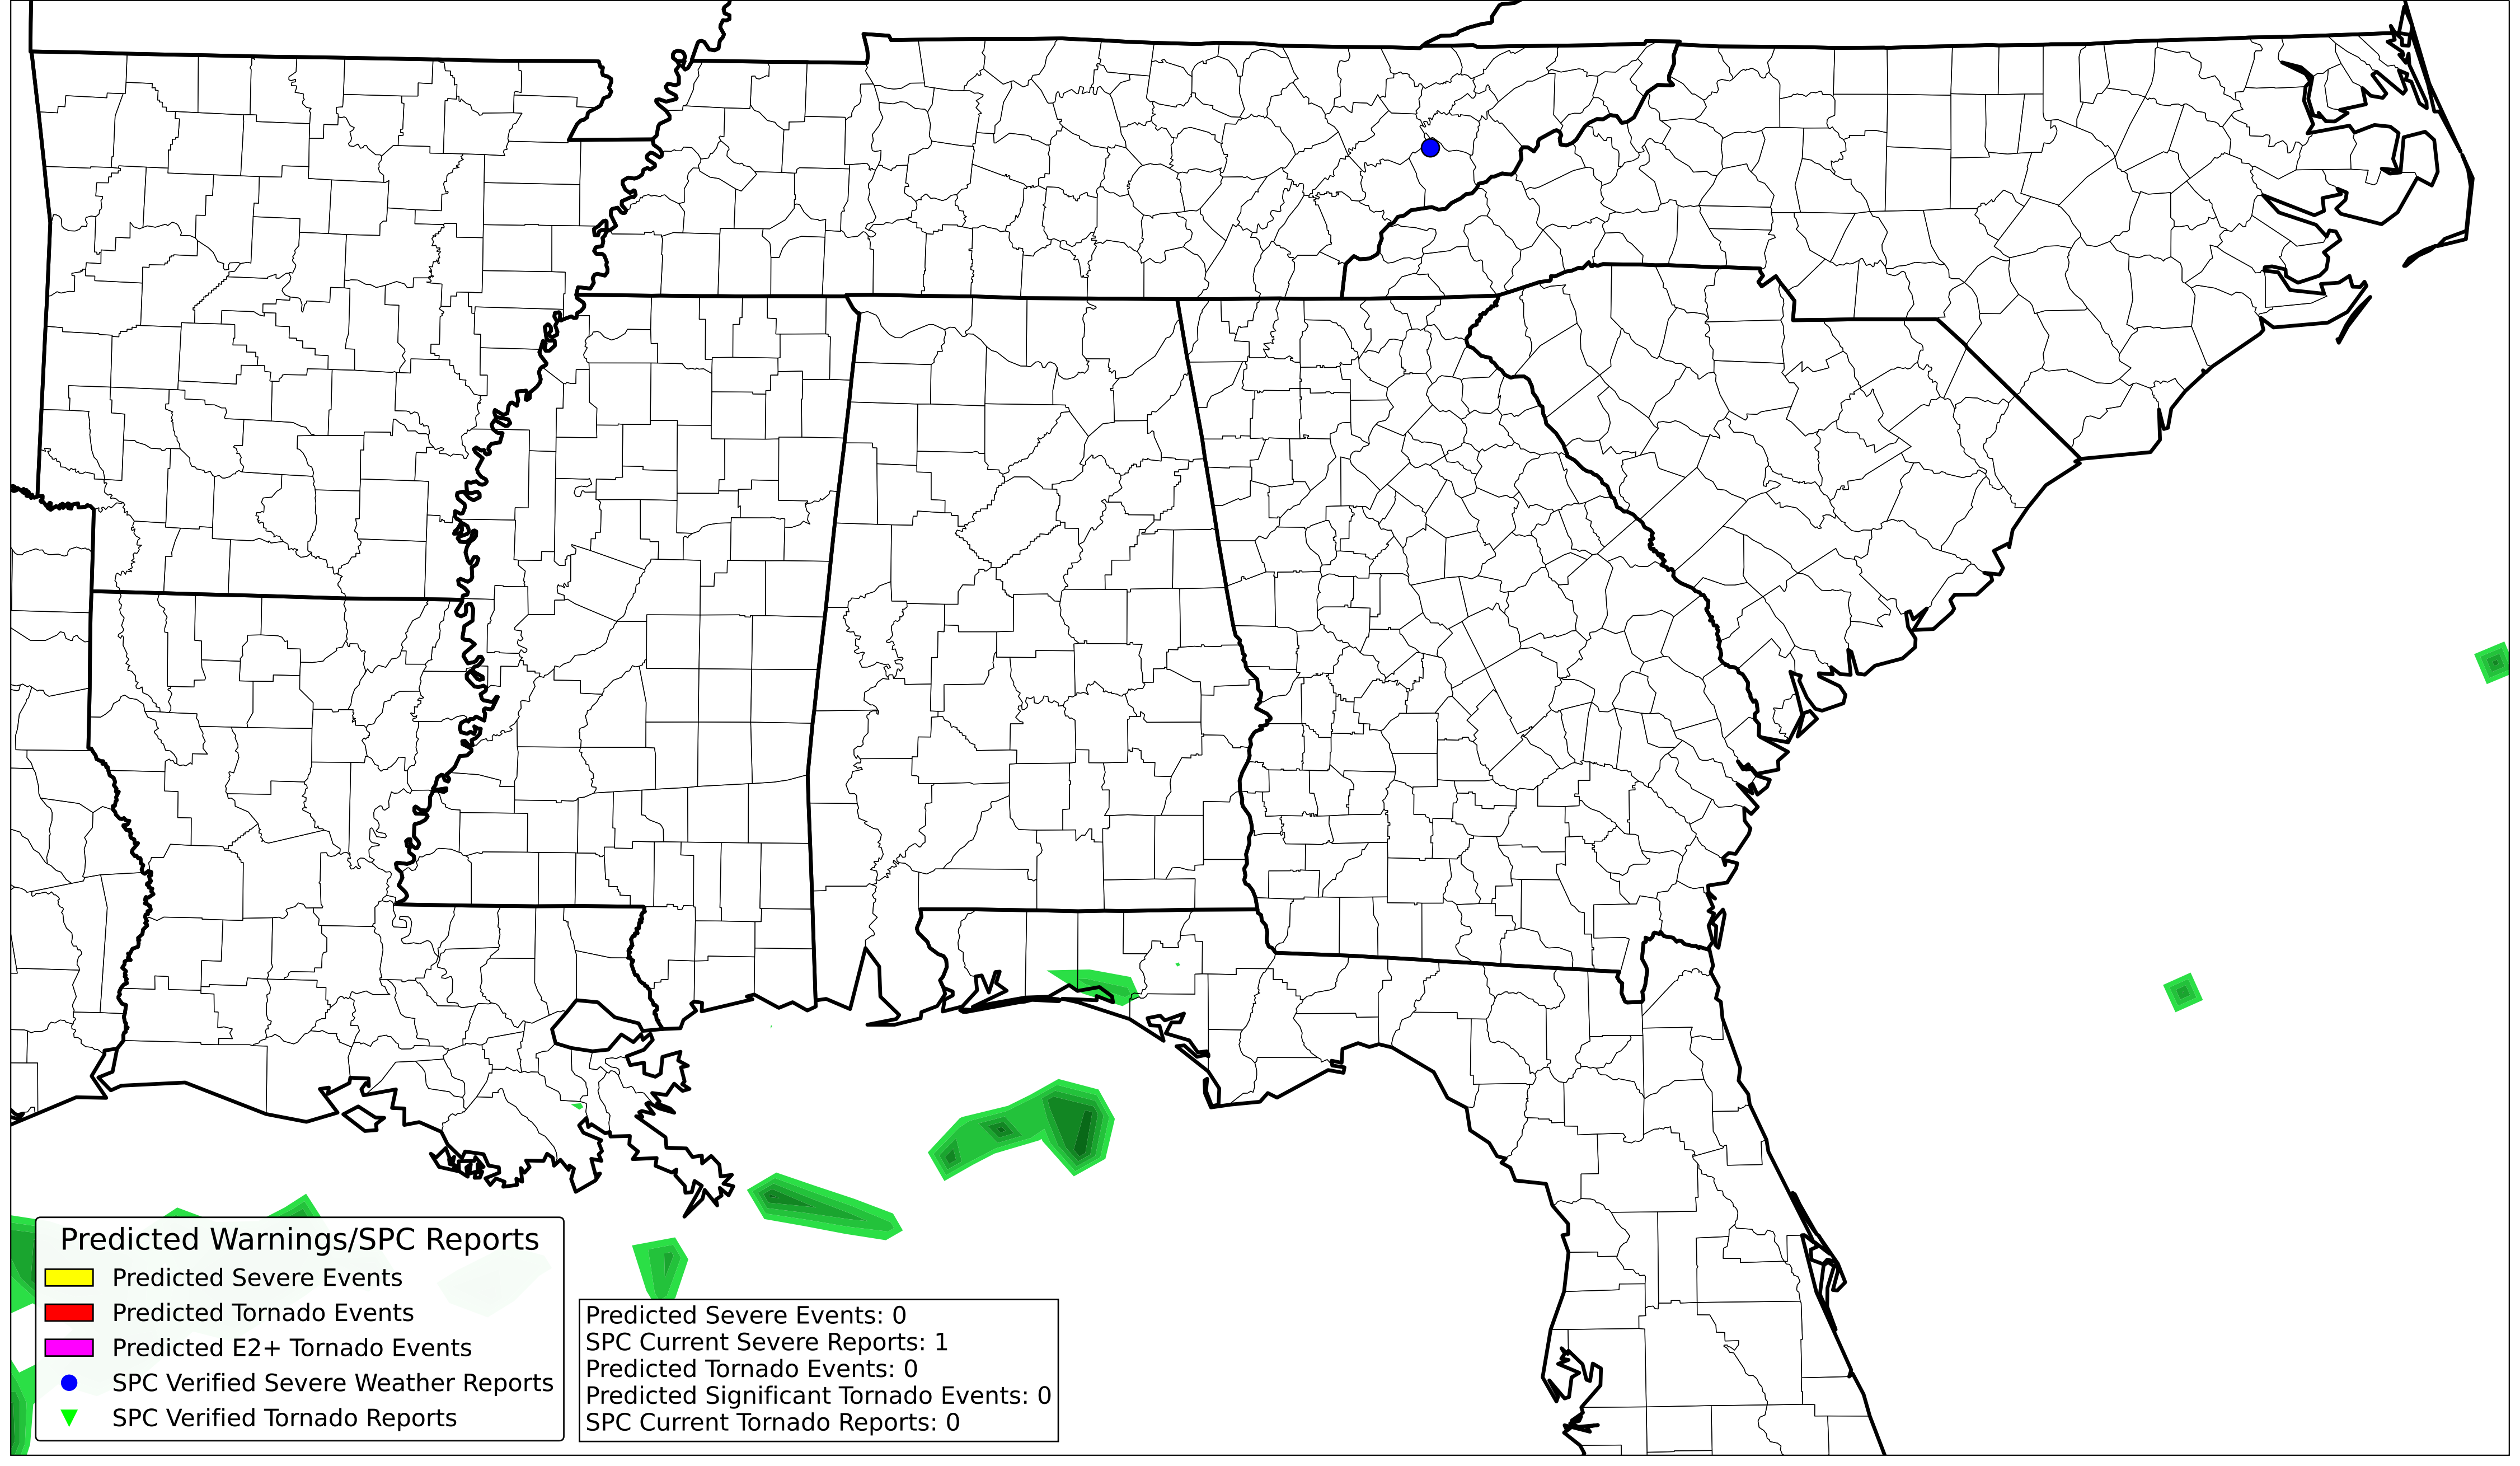 Predicted Warnings/SPC Reports
Predicted Severe Events
Predicted Tornado Events
Predicted E2+ Tornado Events
SPC Verified Severe Weather Reports
SPC Verified Tornado Reports
Predicted Severe Events: 0
SPC Current Severe Reports: 1
Predicted Tornado Events: 0
Predicted Significant Tornado Events: 0
SPC Current Tornado Reports: 0